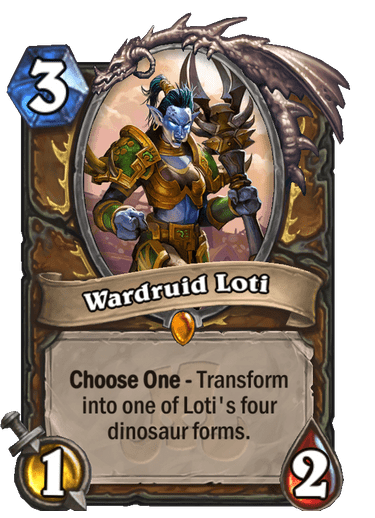 3
Wardruid Loti
Choose One - Transform
into one of Loti's four
dinosaur forms.
1
2